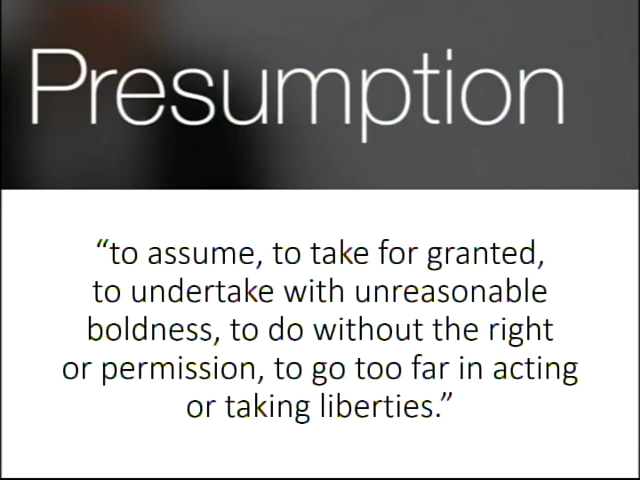 Presumption
“to assume, to take for granted,
to undertake with unreasonable
boldness, to do without the right
or permission, to go too far in acting
or taking liberties.”